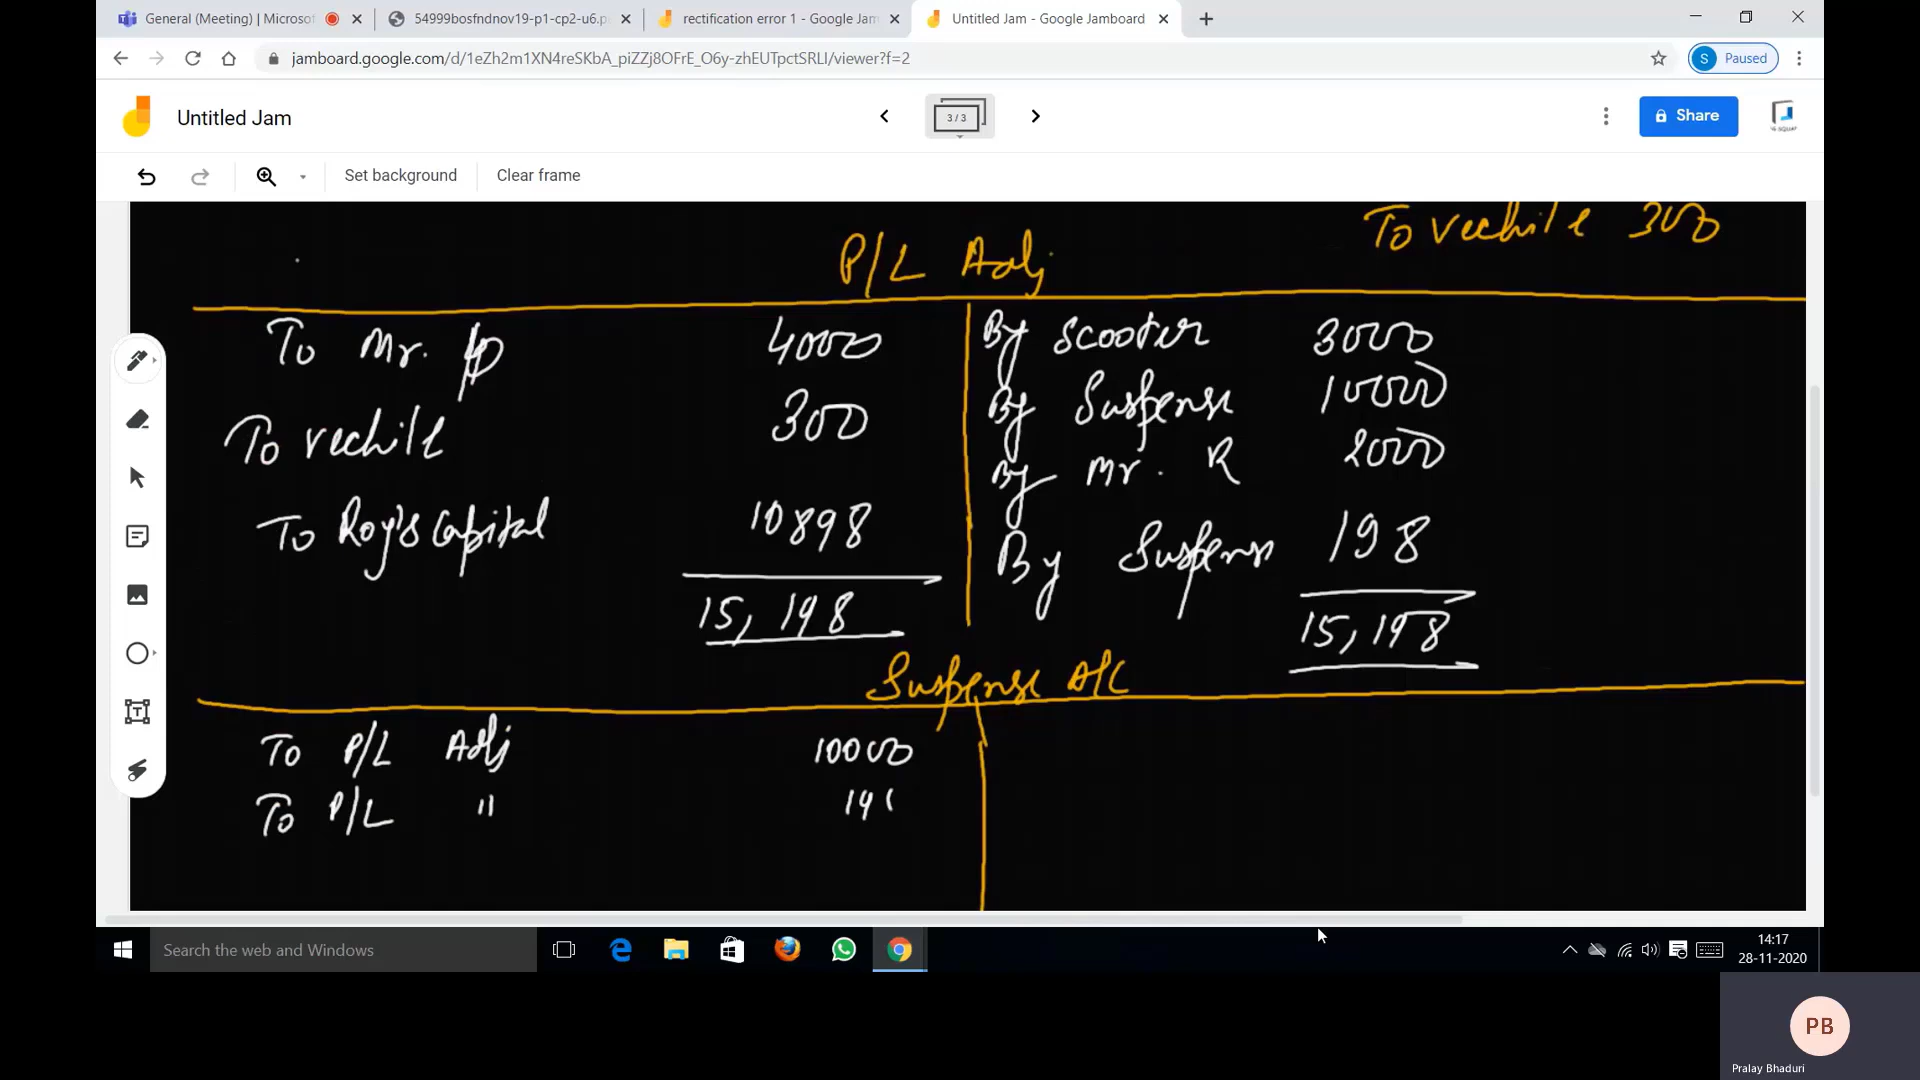 General (Meeting) | Microso
54999bosfndnov19-p1-cp2-u6.p
rectification error 1 - Google Jam
Untitled Jam - Google Jamboard
jamboard.google.com/d/1eZh2m1XN4reSKbA_piZZj8OFrE_O6y-zhEUTpctSRLI/viewer?f=2
S Paused
Untitled Jam
3 / 3
Share
Set background
Clear frame
To vechile 300
P/L Adj
To Mr. P 4000 By Scooter 3000
To vechile 300 By Suspense 10000
By Mr. R 2000
To Roy's Capital 10898 By Suspense 198
15,198 15,198
Suspense A/C
To P/L Adj 10000
To P/L " 19
Search the web and Windows
14:17
28-11-2020
PB
Pralay Bhaduri